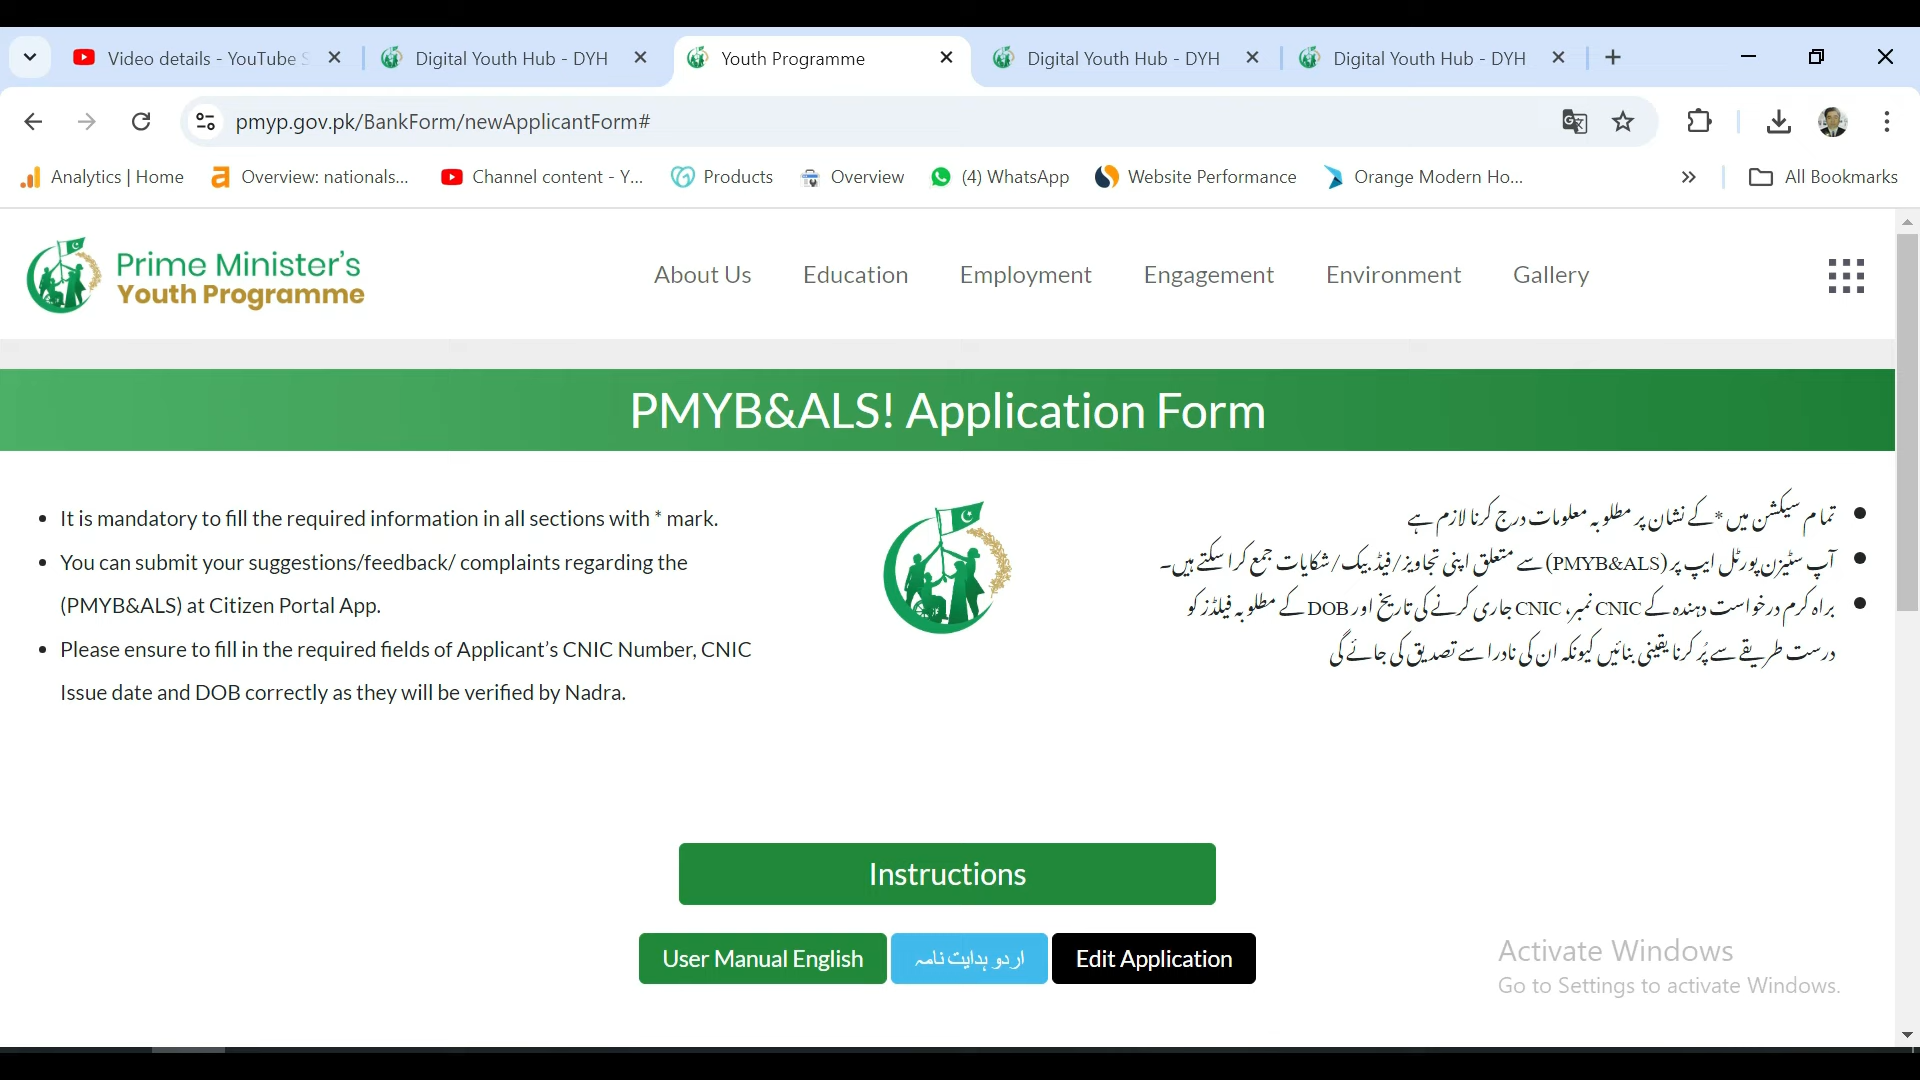 Video details - YouTube S
Digital Youth Hub - DYH
Youth Programme
Digital Youth Hub - DYH
Digital Youth Hub - DYH
pmyp.gov.pk/BankForm/newApplicantForm#
Analytics | Home
Overview: nationals...
Channel content - Y...
Products
Overview
(4) WhatsApp
Website Performance
Orange Modern Ho...
All Bookmarks
Prime Minister's
Youth Programme
About Us
Education
Employment
Engagement
Environment
Gallery
PMYB&ALS! Application Form
It is mandatory to fill the required information in all sections with * mark.
You can submit your suggestions/feedback/ complaints regarding the
(PMYB&ALS) at Citizen Portal App.
Please ensure to fill in the required fields of Applicant's CNIC Number, CNIC
Issue date and DOB correctly as they will be verified by Nadra.
تمام سیکشن میں *کے نشان پر مطلوبہ معلومات درج کرنا لازم ہے
آپ سٹیزن پورٹل ایپ پر (PMYB&ALS) سے متعلق اپنی تجاویز/فیڈ بیک/شکایات جمع کرا سکتے ہیں۔
براہ کرم درخواست دہندہ کے CNIC نمبر، CNIC جاری کرنے کی تاریخ اور DOB کے مطلوبہ فیلڈز کو
درست طریقے سے پُر کرنا یقینی بنائیں کیونکہ ان کی نادرا سے تصدیق کی جائے گی
Instructions
User Manual English
اردو ہدایت نامہ
Edit Application
Activate Windows
Go to Settings to activate Windows.